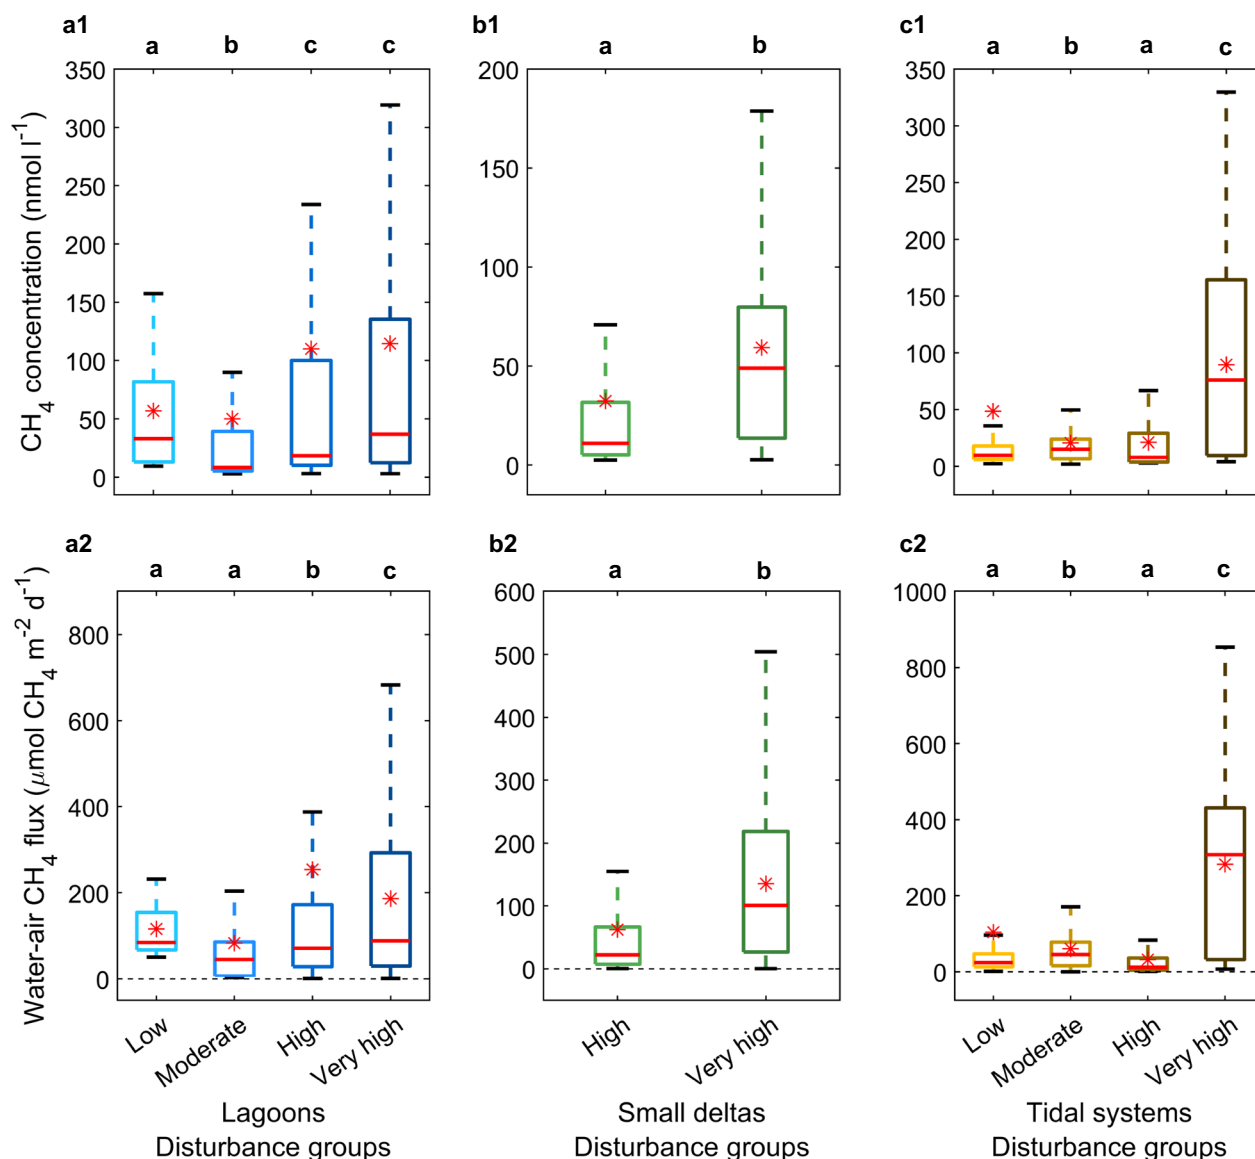 a1
b1
c1
a b c c
a b
a b a c
CH₄ concentration (nmol l⁻¹)
350
300
250
200
150
100
50
0
200
150
100
50
0
350
300
250
200
150
100
50
0
a2
b2
c2
a a b c
a b
a b a c
Water-air CH₄ flux (μmol CH₄ m⁻² d⁻¹)
800
600
400
200
0
600
500
400
300
200
100
0
1000
800
600
400
200
0
Low Moderate High Very high
High Very high
Low Moderate High Very high
Lagoons
Disturbance groups
Small deltas
Disturbance groups
Tidal systems
Disturbance groups